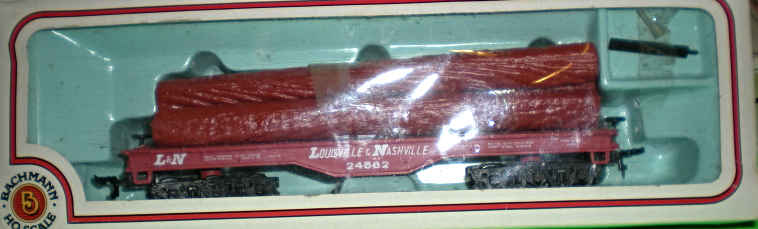 L&N
LOUISVILLE & NASHVILLE
24562
BACHMANN
B
HO SCALE